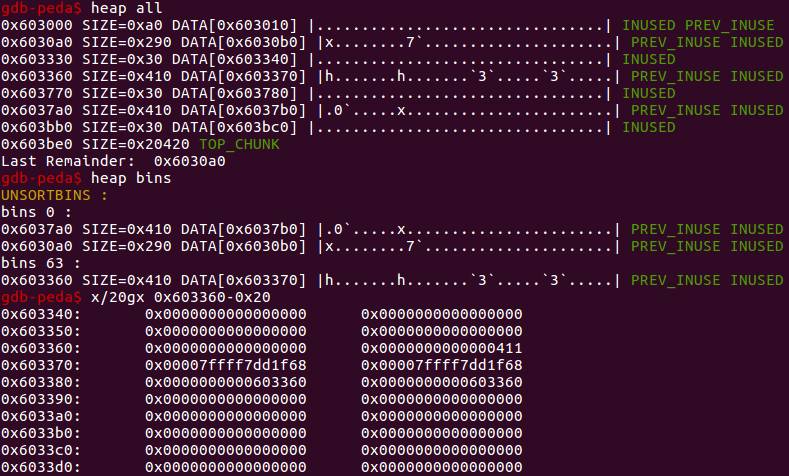 gdb-peda$ heap all
0x603000 SIZE=0xa0 DATA[0x603010] |................................| INUSED PREV_INUSE
0x6030a0 SIZE=0x290 DATA[0x6030b0] |x........7`.....................| PREV_INUSE INUSED
0x603330 SIZE=0x30 DATA[0x603340] |................................| INUSED
0x603360 SIZE=0x410 DATA[0x603370] |h.......h.......`3`.....`3`.....| PREV_INUSE INUSED
0x603770 SIZE=0x30 DATA[0x603780] |................................| INUSED
0x6037a0 SIZE=0x410 DATA[0x6037b0] |.0`.....x.......................| PREV_INUSE INUSED
0x603bb0 SIZE=0x30 DATA[0x603bc0] |................................| INUSED
0x603be0 SIZE=0x20420 TOP_CHUNK
Last Remainder:  0x6030a0
gdb-peda$ heap bins
UNSORTBINS :
bins 0 :
0x6037a0 SIZE=0x410 DATA[0x6037b0] |.0`.....x.......................| PREV_INUSE INUSED
0x6030a0 SIZE=0x290 DATA[0x6030b0] |x........7`.....................| PREV_INUSE INUSED
bins 63 :
0x603360 SIZE=0x410 DATA[0x603370] |h.......h.......`3`.....`3`.....| PREV_INUSE INUSED
gdb-peda$ x/20gx 0x603360-0x20
0x603340:	0x0000000000000000	0x0000000000000000
0x603350:	0x0000000000000000	0x0000000000000000
0x603360:	0x0000000000000000	0x0000000000000411
0x603370:	0x00007ffff7dd1f68	0x00007ffff7dd1f68
0x603380:	0x0000000000603360	0x0000000000603360
0x603390:	0x0000000000000000	0x0000000000000000
0x6033a0:	0x0000000000000000	0x0000000000000000
0x6033b0:	0x0000000000000000	0x0000000000000000
0x6033c0:	0x0000000000000000	0x0000000000000000
0x6033d0:	0x0000000000000000	0x0000000000000000